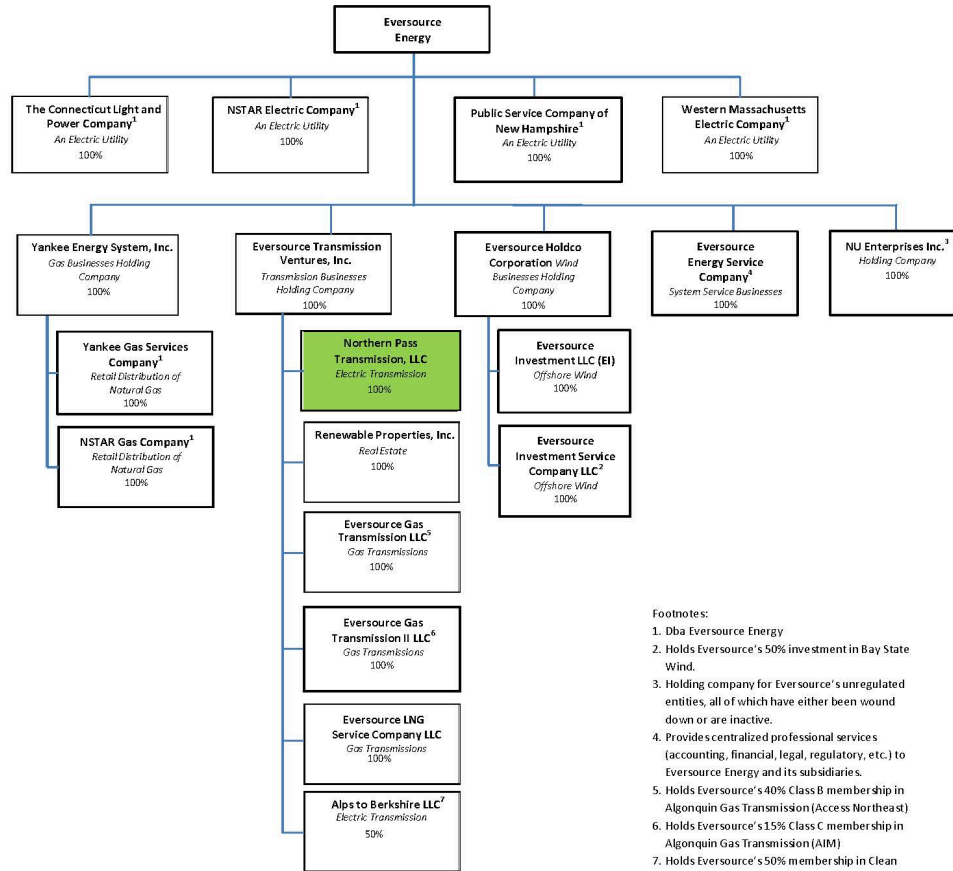 Eversource
Energy
The Connecticut Light and
Power Company1
An Electric Utility
100%
NSTAR Electric Company1
An Electric Utility
100%
Public Service Company of
New Hampshire1
An Electric Utility
100%
Western Massachusetts
Electric Company1
An Electric Utility
100%
Yankee Energy System, Inc.
Gas Businesses Holding
Company
100%
Eversource Transmission
Ventures, Inc.
Transmission Businesses
Holding Company
100%
Eversource Holdco
Corporation Wind
Businesses Holding
Company
100%
Eversource
Energy Service
Company4
System Service Businesses
100%
NU Enterprises Inc.3
Holding Company
100%
Yankee Gas Services
Company1
Retail Distribution of
Natural Gas
100%
NSTAR Gas Company1
Retail Distribution of
Natural Gas
100%
Northern Pass
Transmission, LLC
Electric Transmission
100%
Renewable Properties, Inc.
Real Estate
100%
Eversource Gas
Transmission LLC5
Gas Transmissions
100%
Eversource Gas
Transmission II LLC6
Gas Transmissions
100%
Eversource LNG
Service Company LLC
Gas Transmissions
100%
Alps to Berkshire LLC7
Electric Transmission
50%
Eversource
Investment LLC (EI)
Offshore Wind
100%
Eversource
Investment Service
Company LLC2
Offshore Wind
100%
Footnotes:
1. Dba Eversource Energy
2. Holds Eversource's 50% investment in Bay State
Wind.
3. Holding company for Eversource's unregulated
entities, all of which have either been wound
down or are inactive.
4. Provides centralized professional services
(accounting, financial, legal, regulatory, etc.) to
Eversource Energy and its subsidiaries.
5. Holds Eversource's 40% Class B membership in
Algonquin Gas Transmission (Access Northeast)
6. Holds Eversource's 15% Class C membership in
Algonquin Gas Transmission (AIM)
7. Holds Eversource's 50% membership in Clean